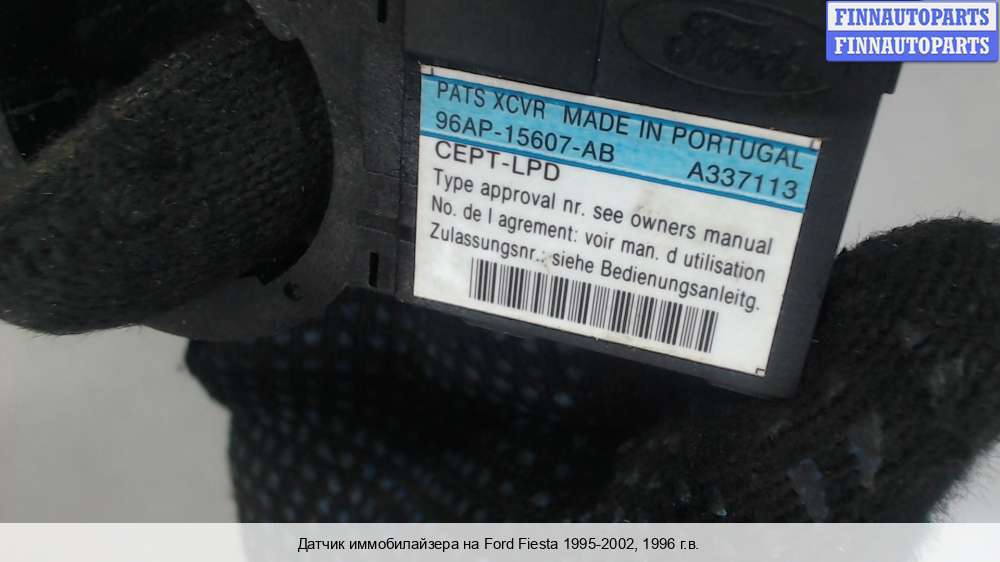 FINNAUTOPARTS
FINNAUTOPARTS
Ford
PATS XCVR MADE IN PORTUGAL
96AP-15607-AB A337113
CEPT-LPD
Type approval nr. see owners manual
No. de l agrement: voir man. d utilisation
Zulassungsnr.: siehe Bedienungsanleitg.
Датчик иммобилайзера на Ford Fiesta 1995-2002, 1996 г.в.